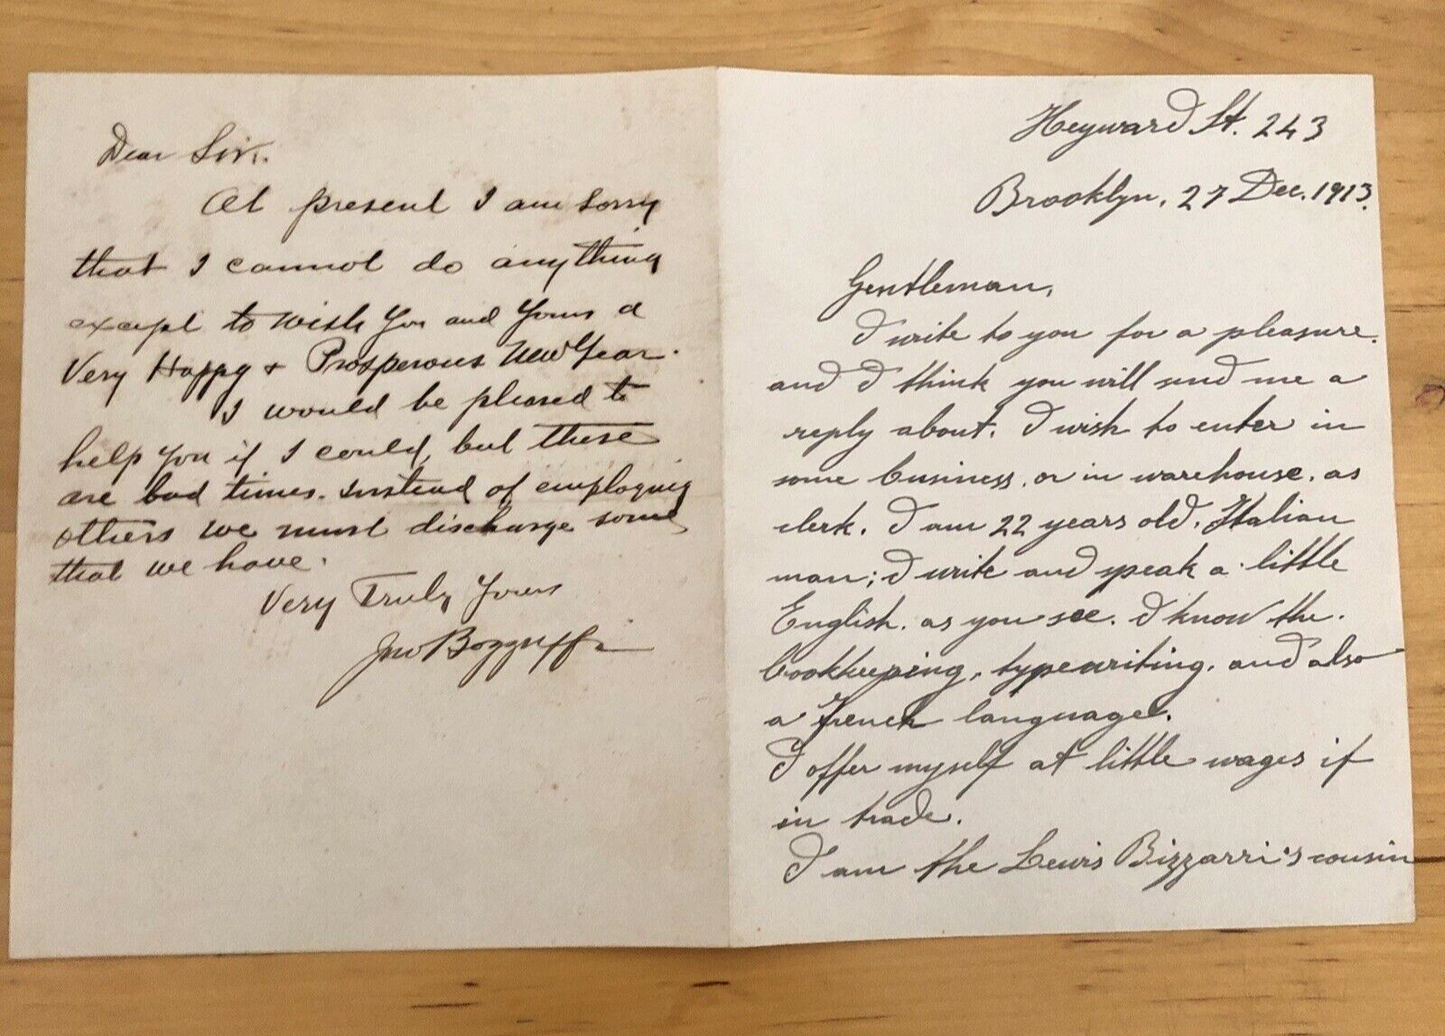 Dear Sir.
At present I am sorry
that I cannot do anything
except to wish you and yours a
Very Happy & Prosperous New Year.
I would be pleased to
help you if I could, but these
are bad times. Instead of employing
others we must discharge some
that we have.
Very Truly Yours
Jno
Heyward St. 243
Brooklyn, 27 Dec. 1913.
Gentleman,
I write to you for a pleasure.
and I think you will send me a
reply about. I wish to enter in
some business, or in warehouse, as
clerk. I am 22 years old, Italian
man; I write and speak a little
English. as you see. I know the
bookkeeping, typewriting, and also
a french language.
I offer myself at little wages if
in trade.
I am the Lewis Bizzarri's cousin